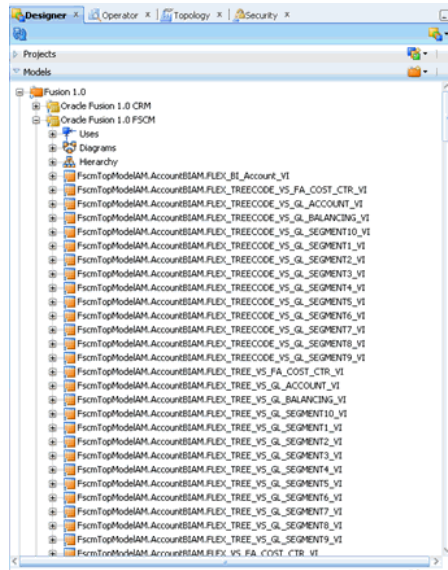 Designer x Operator x Topology x Security x
Projects
Models
Fusion 1.0
Oracle Fusion 1.0 CRM
Oracle Fusion 1.0 FSCM
Uses
Diagrams
Hierarchy
FscmTopModelAM.AccountBIAM.FLEX_BI_Account_VI
FscmTopModelAM.AccountBIAM.FLEX_TREECODE_VS_FA_COST_CTR_VI
FscmTopModelAM.AccountBIAM.FLEX_TREECODE_VS_GL_ACCOUNT_VI
FscmTopModelAM.AccountBIAM.FLEX_TREECODE_VS_GL_BALANCING_VI
FscmTopModelAM.AccountBIAM.FLEX_TREECODE_VS_GL_SEGMENT10_VI
FscmTopModelAM.AccountBIAM.FLEX_TREECODE_VS_GL_SEGMENT1_VI
FscmTopModelAM.AccountBIAM.FLEX_TREECODE_VS_GL_SEGMENT2_VI
FscmTopModelAM.AccountBIAM.FLEX_TREECODE_VS_GL_SEGMENT3_VI
FscmTopModelAM.AccountBIAM.FLEX_TREECODE_VS_GL_SEGMENT4_VI
FscmTopModelAM.AccountBIAM.FLEX_TREECODE_VS_GL_SEGMENT5_VI
FscmTopModelAM.AccountBIAM.FLEX_TREECODE_VS_GL_SEGMENT6_VI
FscmTopModelAM.AccountBIAM.FLEX_TREECODE_VS_GL_SEGMENT7_VI
FscmTopModelAM.AccountBIAM.FLEX_TREECODE_VS_GL_SEGMENT8_VI
FscmTopModelAM.AccountBIAM.FLEX_TREECODE_VS_GL_SEGMENT9_VI
FscmTopModelAM.AccountBIAM.FLEX_TREE_VS_FA_COST_CTR_VI
FscmTopModelAM.AccountBIAM.FLEX_TREE_VS_GL_ACCOUNT_VI
FscmTopModelAM.AccountBIAM.FLEX_TREE_VS_GL_BALANCING_VI
FscmTopModelAM.AccountBIAM.FLEX_TREE_VS_GL_SEGMENT10_VI
FscmTopModelAM.AccountBIAM.FLEX_TREE_VS_GL_SEGMENT1_VI
FscmTopModelAM.AccountBIAM.FLEX_TREE_VS_GL_SEGMENT2_VI
FscmTopModelAM.AccountBIAM.FLEX_TREE_VS_GL_SEGMENT3_VI
FscmTopModelAM.AccountBIAM.FLEX_TREE_VS_GL_SEGMENT4_VI
FscmTopModelAM.AccountBIAM.FLEX_TREE_VS_GL_SEGMENT5_VI
FscmTopModelAM.AccountBIAM.FLEX_TREE_VS_GL_SEGMENT6_VI
FscmTopModelAM.AccountBIAM.FLEX_TREE_VS_GL_SEGMENT7_VI
FscmTopModelAM.AccountBIAM.FLEX_TREE_VS_GL_SEGMENT8_VI
FscmTopModelAM.AccountBIAM.FLEX_TREE_VS_GL_SEGMENT9_VI
FscmTopModelAM.AccountBIAM.FLEX_VS_FA_COST_CTR_VI